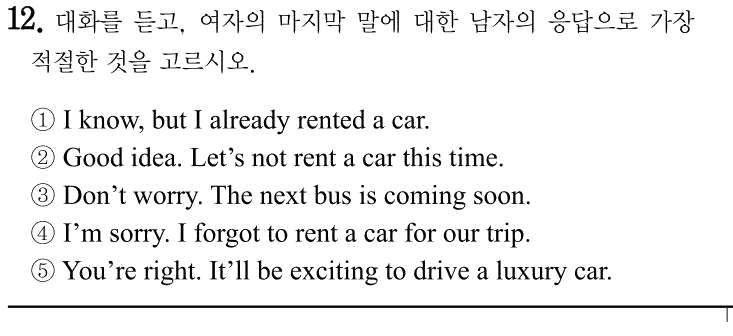 12. 대화를 듣고, 여자의 마지막 말에 대한 남자의 응답으로 가장
적절한 것을 고르시오.
① I know, but I already rented a car.
② Good idea. Let's not rent a car this time.
③ Don't worry. The next bus is coming soon.
④ I'm sorry. I forgot to rent a car for our trip.
⑤ You're right. It'll be exciting to drive a luxury car.